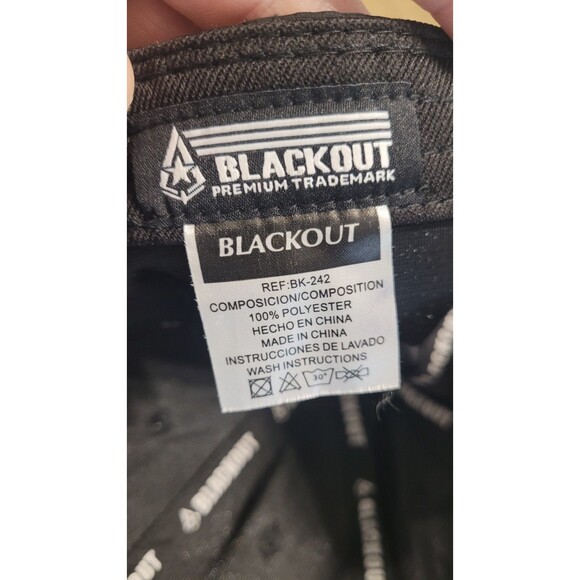 BLACKOUT
PREMIUM TRADEMARK
BLACKOUT
REF:BK-242
COMPOSICION/COMPOSITION
100% POLYESTER
HECHO EN CHINA
MADE IN CHINA
INSTRUCCIONES DE LAVADO
WASH INSTRUCTIONS
30°
BLACKOUT